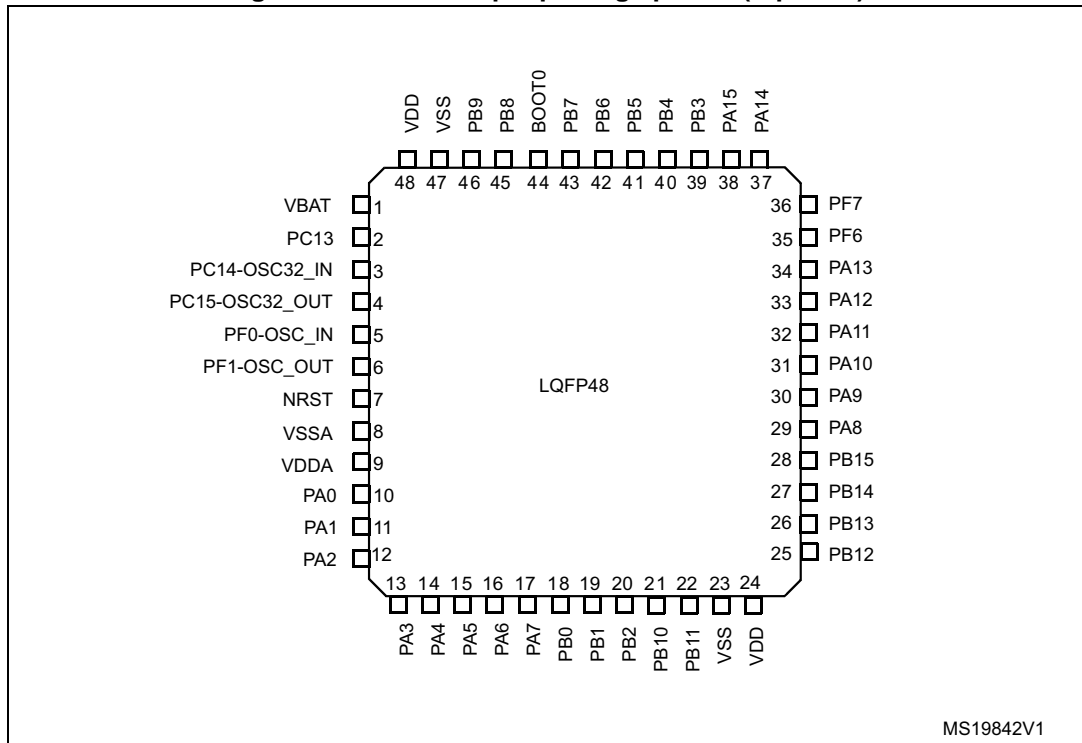 VDD
VSS
PB9
PB8
BOOT0
PB7
PB6
PB5
PB4
PB3
PA15
PA14
48 47 46 45 44 43 42 41 40 39 38 37
VBAT 1
PC13 2
PC14-OSC32_IN 3
PC15-OSC32_OUT 4
PF0-OSC_IN 5
PF1-OSC_OUT 6
NRST 7
VSSA 8
VDDA 9
PA0 10
PA1 11
PA2 12
LQFP48
36 PF7
35 PF6
34 PA13
33 PA12
32 PA11
31 PA10
30 PA9
29 PA8
28 PB15
27 PB14
26 PB13
25 PB12
13 14 15 16 17 18 19 20 21 22 23 24
PA3
PA4
PA5
PA6
PA7
PB0
PB1
PB2
PB10
PB11
VSS
VDD
MS19842V1